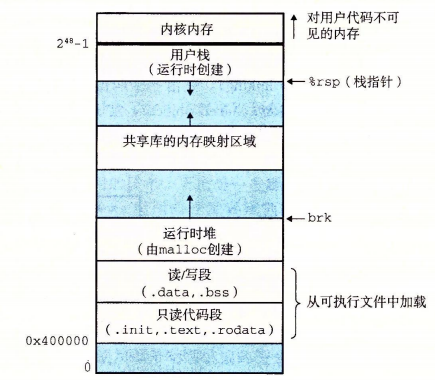 内核内存
对用户代码不可
见的内存
2⁴⁸-1
用户栈
(运行时创建)
%rsp(栈指针)
共享库的内存映射区域
brk
运行时堆
(由malloc创建)
读/写段
(.data,.bss)
从可执行文件中加载
只读代码段
(.init,.text,.rodata)
0x400000
0